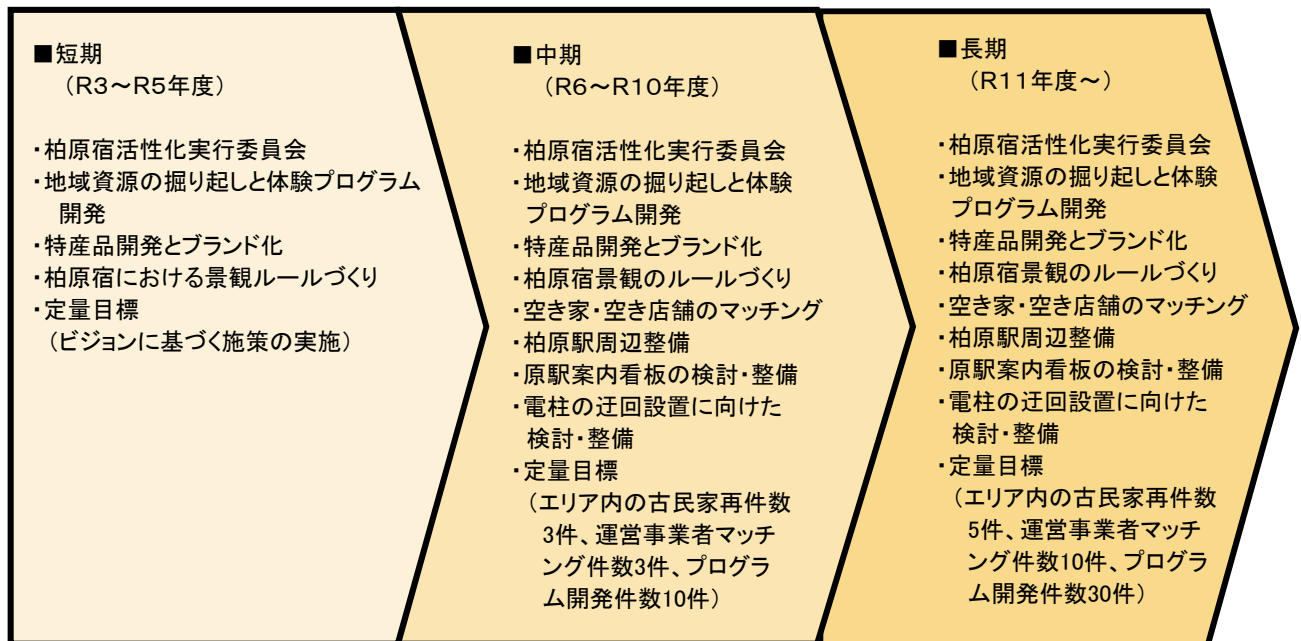 ■短期
（R3～R5年度）
・柏原宿活性化実行委員会
・地域資源の掘り起しと体験プログラム
開発
・特産品開発とブランド化
・柏原宿における景観ルールづくり
・定量目標
（ビジョンに基づく施策の実施）
■中期
（R6～R10年度）
・柏原宿活性化実行委員会
・地域資源の掘り起しと体験
プログラム開発
・特産品開発とブランド化
・柏原宿景観のルールづくり
・空き家・空き店舗のマッチング
・柏原駅周辺整備
・原駅案内看板の検討・整備
・電柱の迂回設置に向けた
検討・整備
・定量目標
（エリア内の古民家再件数
3件、運営事業者マッチ
ング件数3件、プログラ
ム開発件数10件）
■長期
（R11年度～）
・柏原宿活性化実行委員会
・地域資源の掘り起しと体験
プログラム開発
・特産品開発とブランド化
・柏原宿景観のルールづくり
・空き家・空き店舗のマッチング
・柏原駅周辺整備
・原駅案内看板の検討・整備
・電柱の迂回設置に向けた
検討・整備
・定量目標
（エリア内の古民家再件数
5件、運営事業者マッチ
ング件数10件、プログラ
ム開発件数30件）